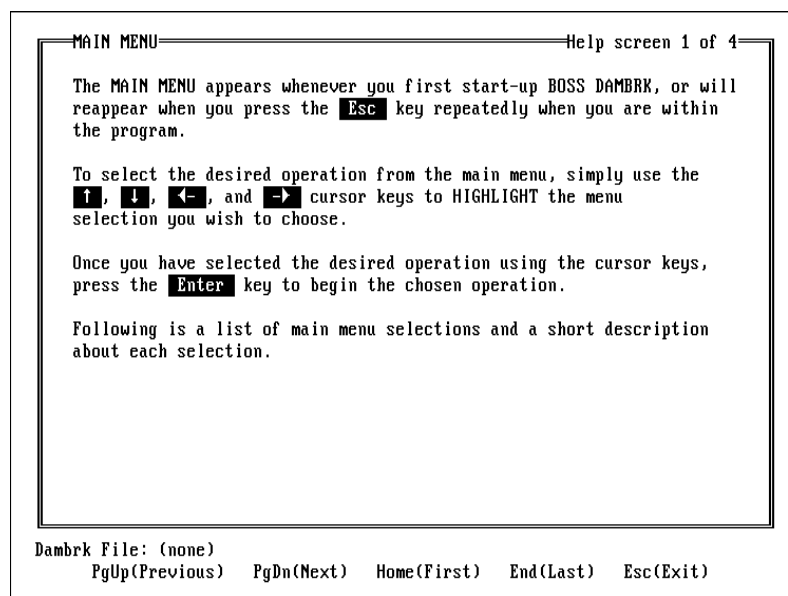 MAIN MENU Help screen 1 of 4
The MAIN MENU appears whenever you first start-up BOSS DAMBRK, or will
reappear when you press the Esc key repeatedly when you are within
the program.
To select the desired operation from the main menu, simply use the
↑, ↓, <-, and -> cursor keys to HIGHLIGHT the menu
selection you wish to choose.
Once you have selected the desired operation using the cursor keys,
press the Enter key to begin the chosen operation.
Following is a list of main menu selections and a short description
about each selection.
Dambrk File: (none)
PgUp(Previous) PgDn(Next) Home(First) End(Last) Esc(Exit)